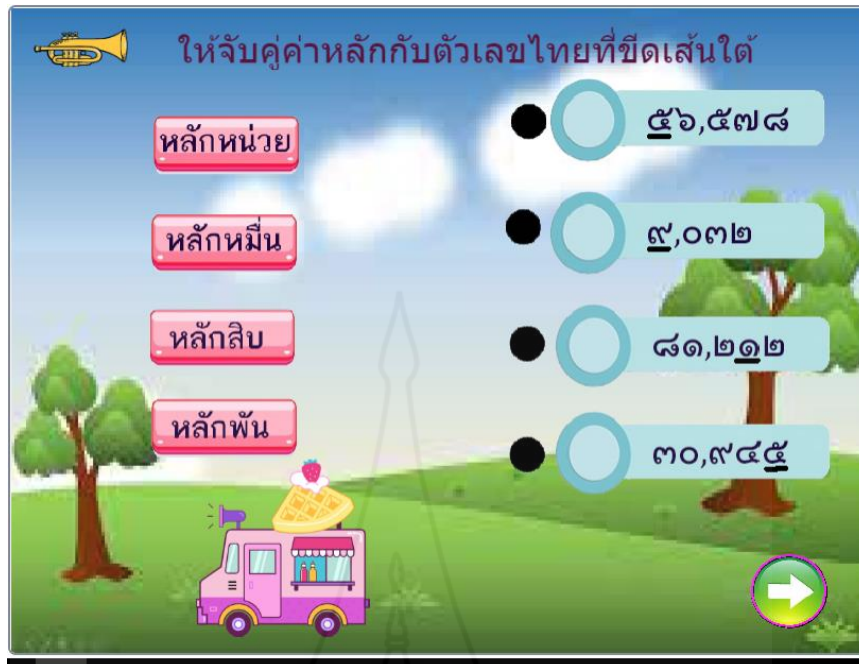 ให้จับคู่ค่าหลักกับตัวเลขไทยที่ขีดเส้นใต้
หลักหน่วย
๕๖,๕๗๘
หลักหมื่น
๙,๐๓๒
หลักสิบ
๘๑,๒๑๒
หลักพัน
๓๐,๙๔๕